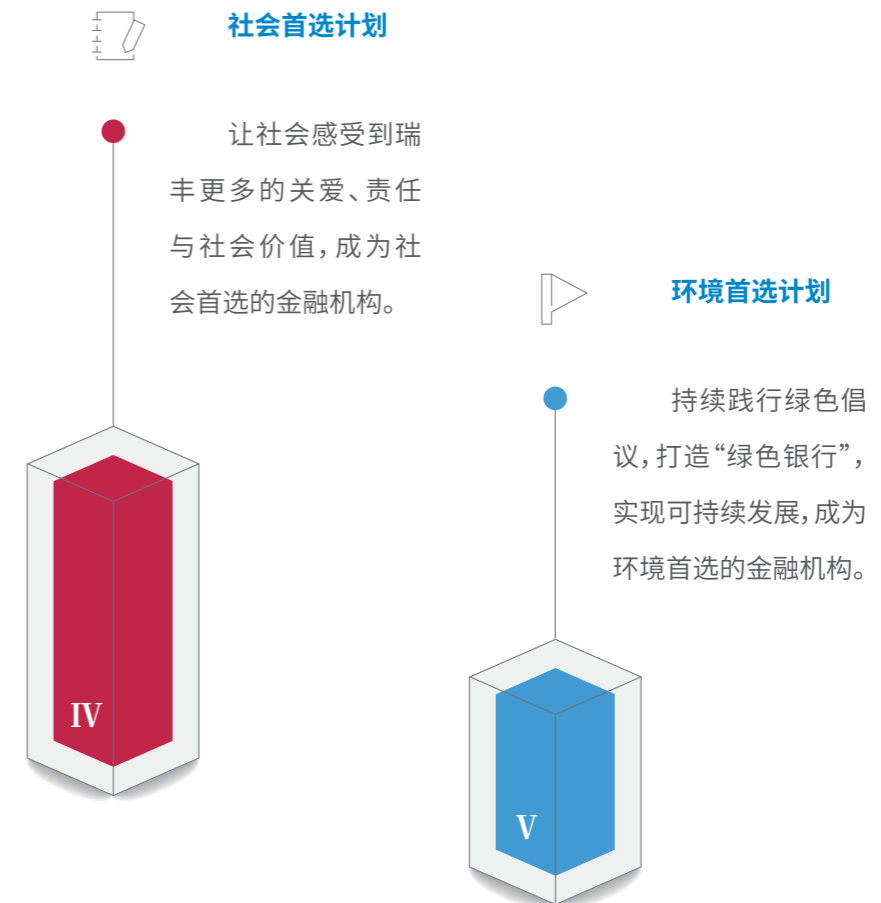 社会首选计划
让社会感受到瑞
丰更多的关爱、责任
与社会价值，成为社
会首选的金融机构。
IV
环境首选计划
持续践行绿色倡
议，打造“绿色银行”，
实现可持续发展，成为
环境首选的金融机构。
V